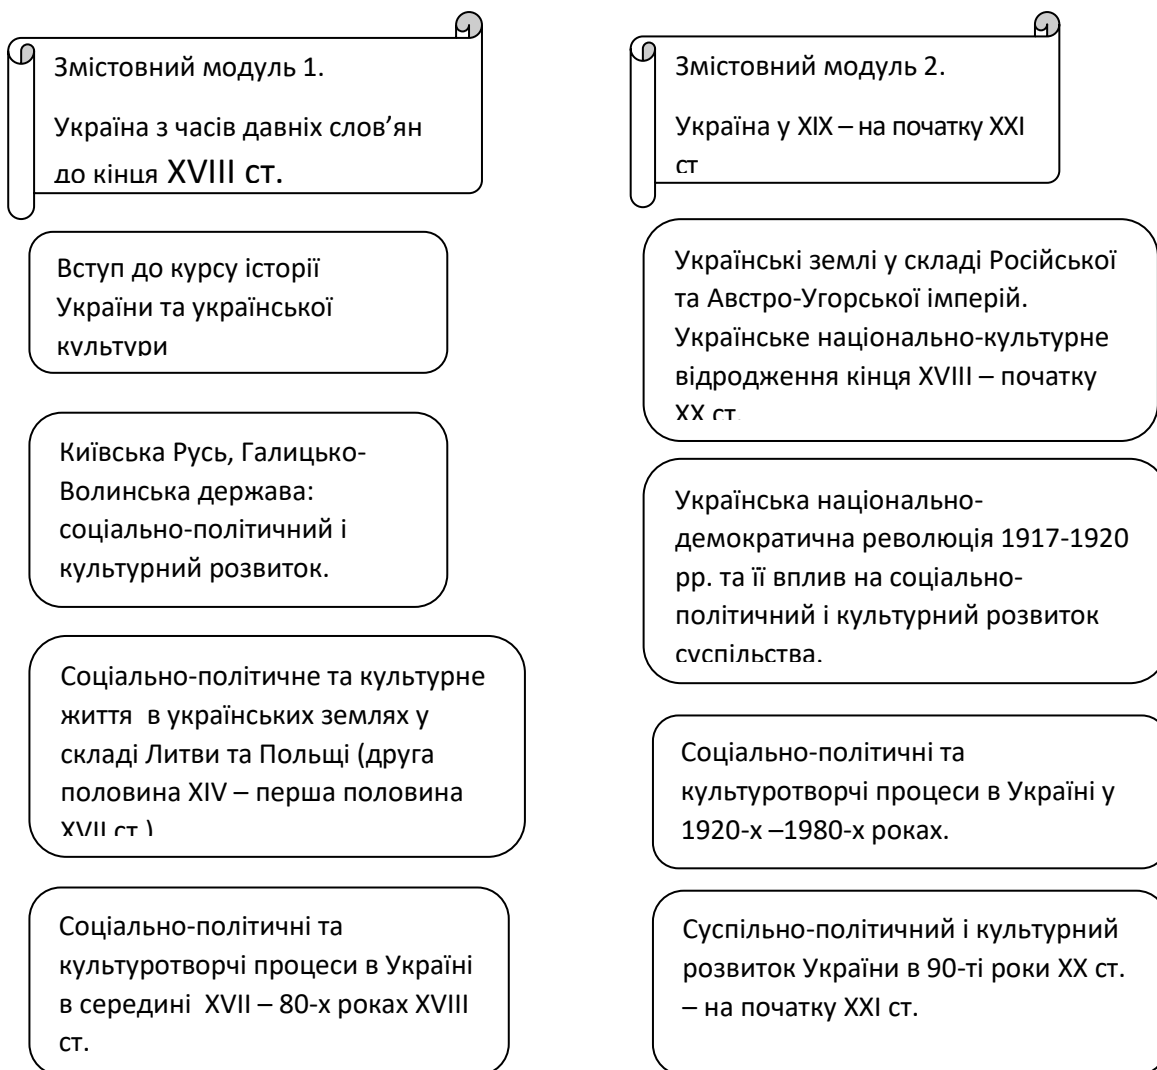 Змістовний модуль 1.
Україна з часів давніх слов’ян
до кінця XVIII ст.
Вступ до курсу історії
України та української
культури
Київська Русь, Галицько-
Волинська держава:
соціально-політичний і
культурний розвиток.
Соціально-політичне та культурне
життя в українських землях у
складі Литви та Польщі (друга
половина XIV – перша половина
XVII ст.)
Соціально-політичні та
культуротворчі процеси в Україні
в середині XVII – 80-х роках XVIII
ст.
Змістовний модуль 2.
Україна у XIX – на початку XXI
ст
Українські землі у складі Російської
та Австро-Угорської імперій.
Українське національно-культурне
відродження кінця XVIII – початку
XX ст.
Українська національно-
демократична революція 1917-1920
рр. та її вплив на соціально-
політичний і культурний розвиток
суспільства.
Соціально-політичні та
культуротворчі процеси в Україні у
1920-х –1980-х роках.
Суспільно-політичний і культурний
розвиток України в 90-ті роки XX ст.
– на початку XXI ст.